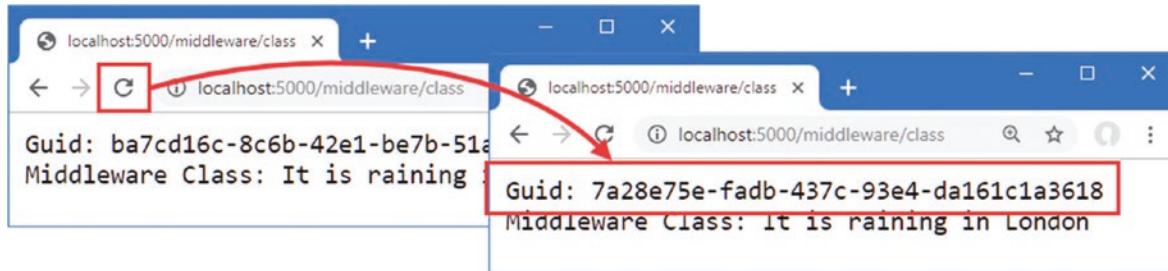 localhost:5000/middleware/class
localhost:5000/middleware/class
Guid: ba7cd16c-8c6b-42e1-be7b-51a
Middleware Class: It is raining
localhost:5000/middleware/class
localhost:5000/middleware/class
Guid: 7a28e75e-fadb-437c-93e4-da161c1a3618
Middleware Class: It is raining in London